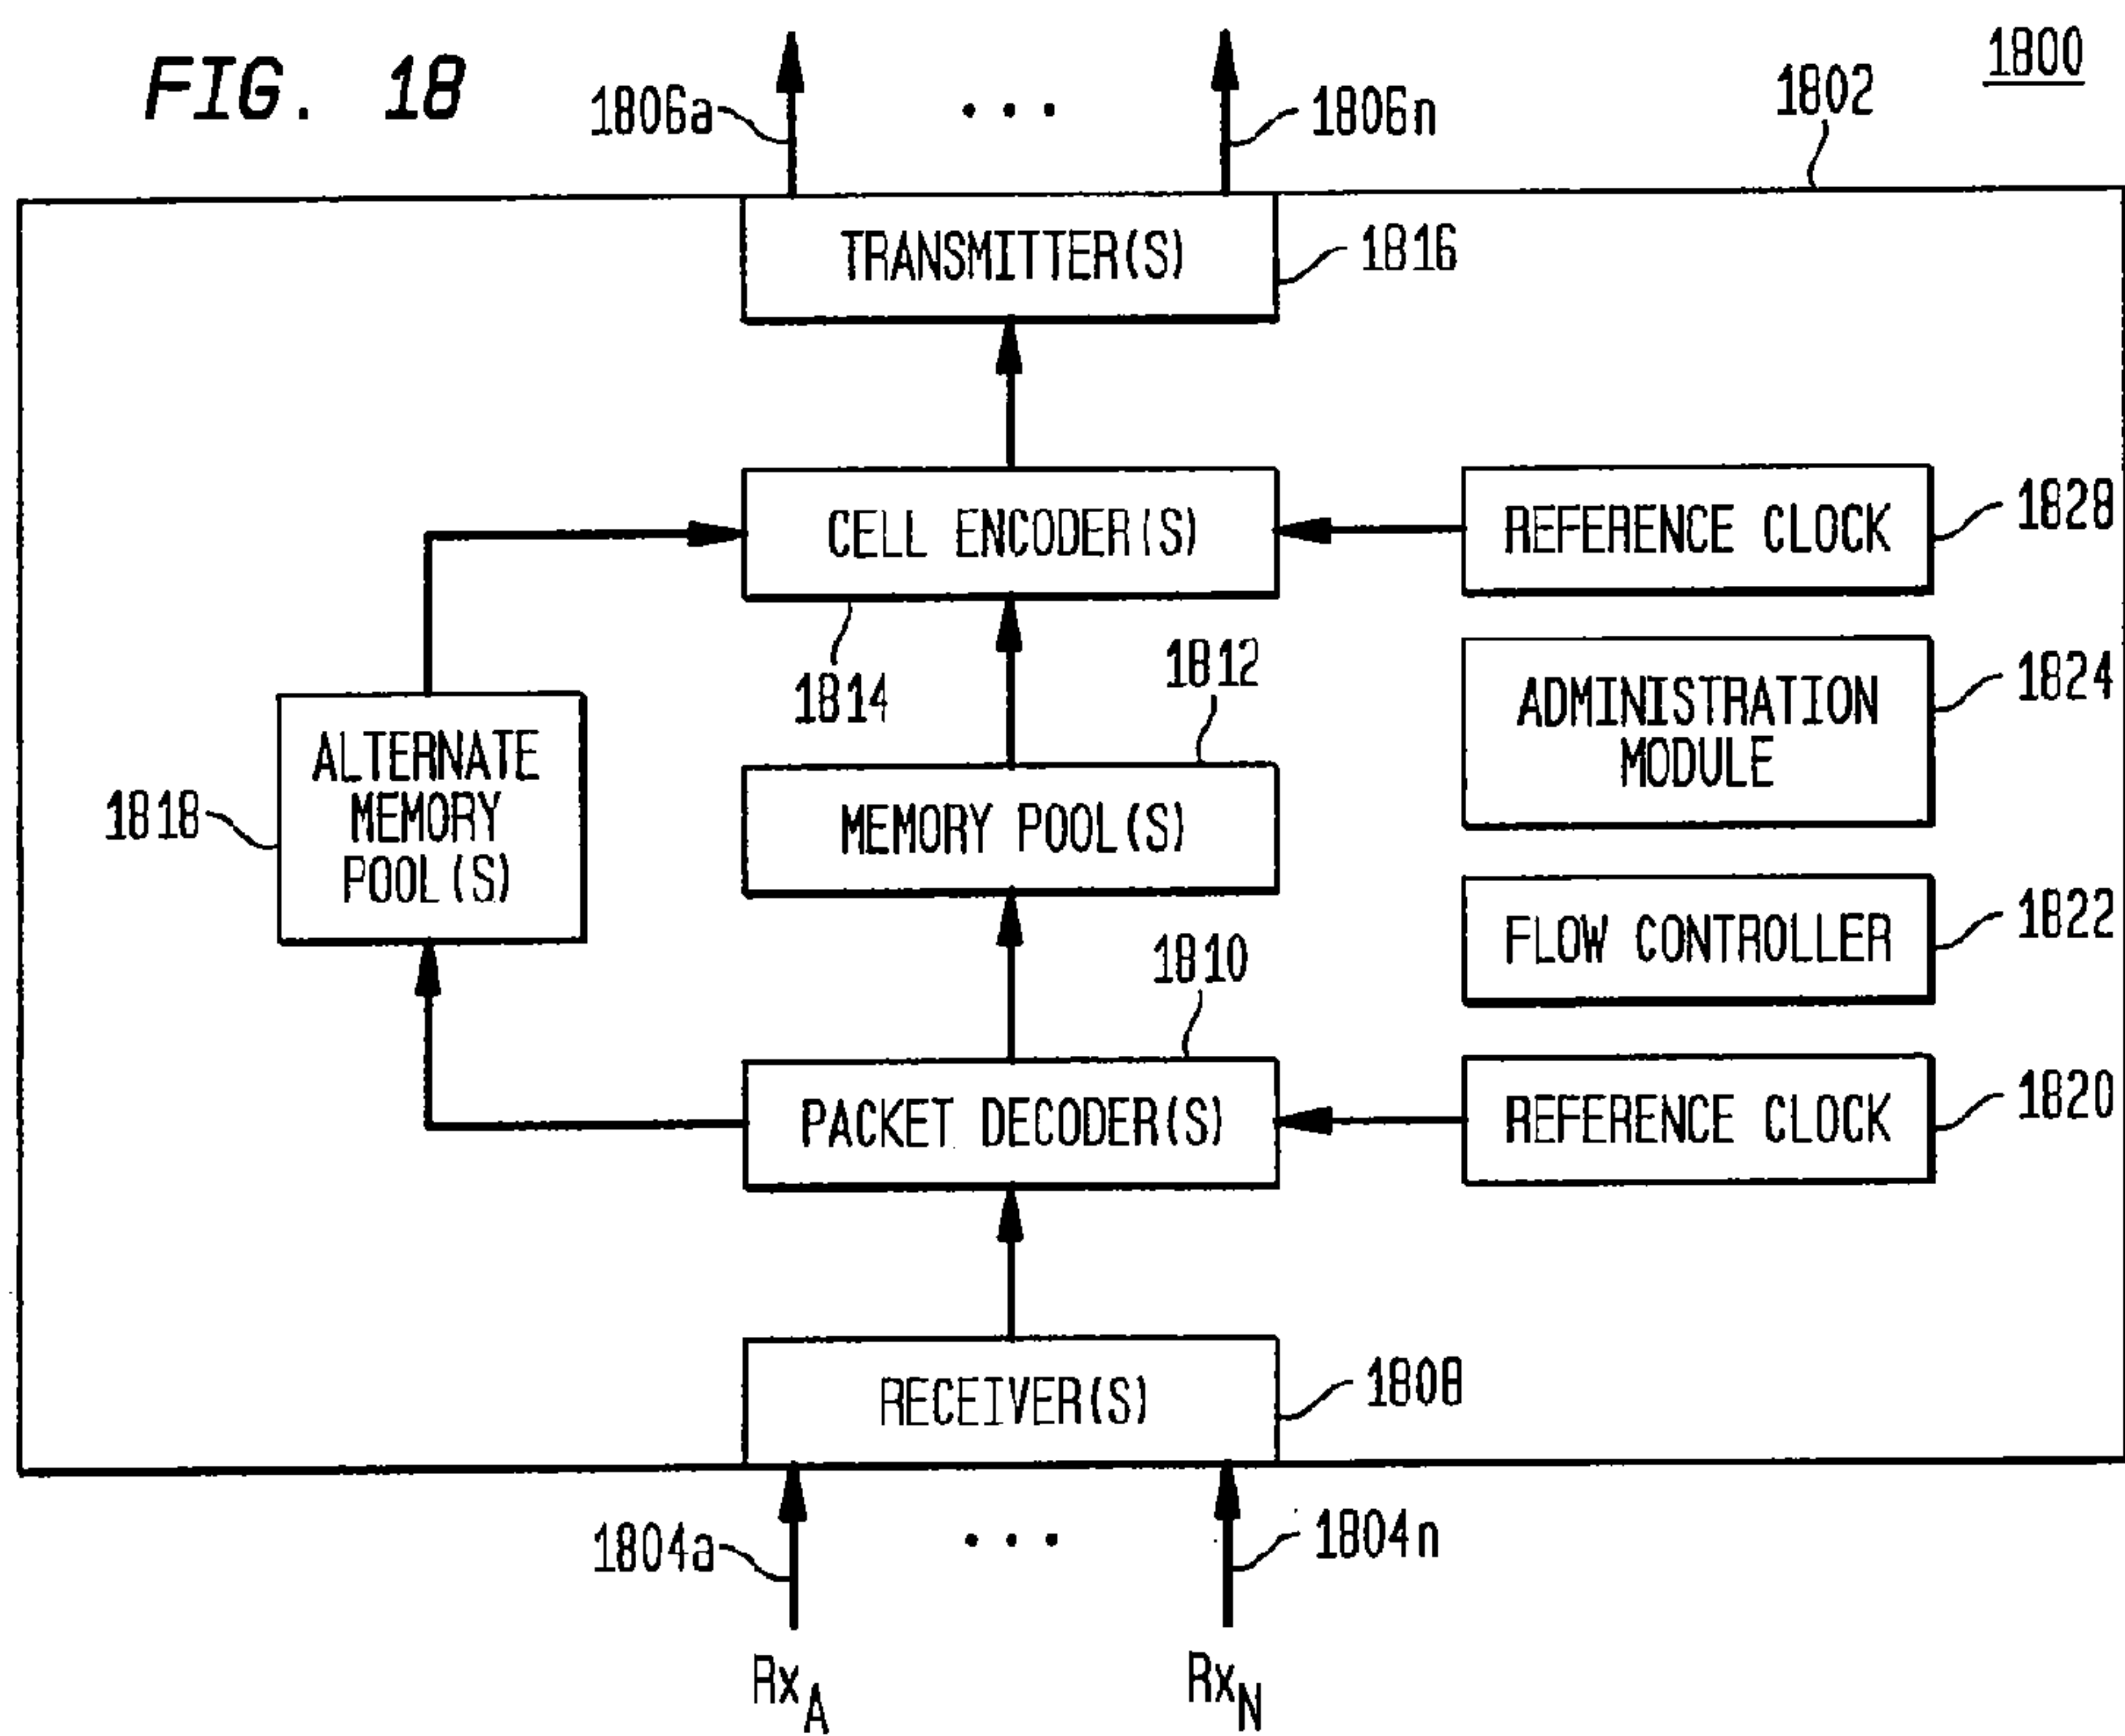 FIG. 18
1800
1802
1806a
• • •
1806n
TRANSMITTER(S)
1816
CELL ENCODER(S)
1814
REFERENCE CLOCK
1828
ADMINISTRATION
MODULE
1824
1812
ALTERNATE
MEMORY
POOL(S)
1818
MEMORY POOL(S)
FLOW CONTROLLER
1822
1810
PACKET DECODER(S)
REFERENCE CLOCK
1820
RECEIVER(S)
1808
1804a
• • •
1804n
RxA
RxN